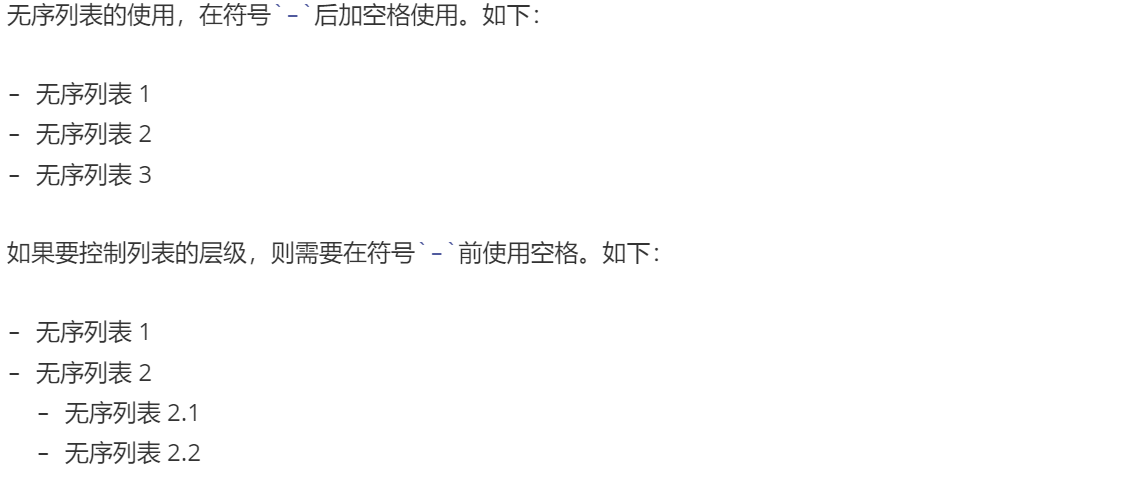 无序列表的使用，在符号`-`后加空格使用。如下：
- 无序列表 1
- 无序列表 2
- 无序列表 3
如果要控制列表的层级，则需要在符号`-`前使用空格。如下：
- 无序列表 1
- 无序列表 2
- 无序列表 2.1
- 无序列表 2.2